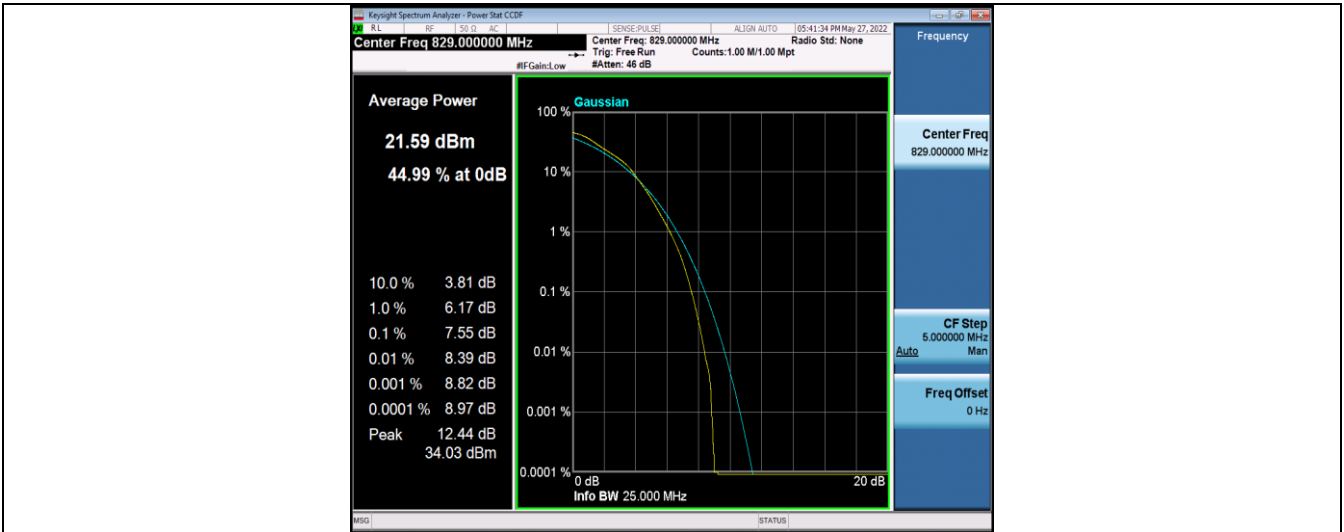 Keysight Spectrum Analyzer - Power Stat CCDF
RL RF 50 Ω AC SENSE:PULSE ALIGN AUTO 05:41:34 PM May 27, 2022
Center Freq 829.000000 MHz
Center Freq: 829.000000 MHz Radio Std: None
Trig: Free Run Counts:1.00 M/1.00 Mpt
#IFGain:Low #Atten: 46 dB
Frequency
Average Power
21.59 dBm
44.99 % at 0dB
10.0 % 3.81 dB
1.0 % 6.17 dB
0.1 % 7.55 dB
0.01 % 8.39 dB
0.001 % 8.82 dB
0.0001 % 8.97 dB
Peak 12.44 dB
34.03 dBm
Gaussian
100 %
10 %
1 %
0.1 %
0.01 %
0.001 %
0.0001 %
0 dB 20 dB
Info BW 25.000 MHz
Center Freq
829.000000 MHz
CF Step
5.000000 MHz
Auto Man
Freq Offset
0 Hz
MSG STATUS